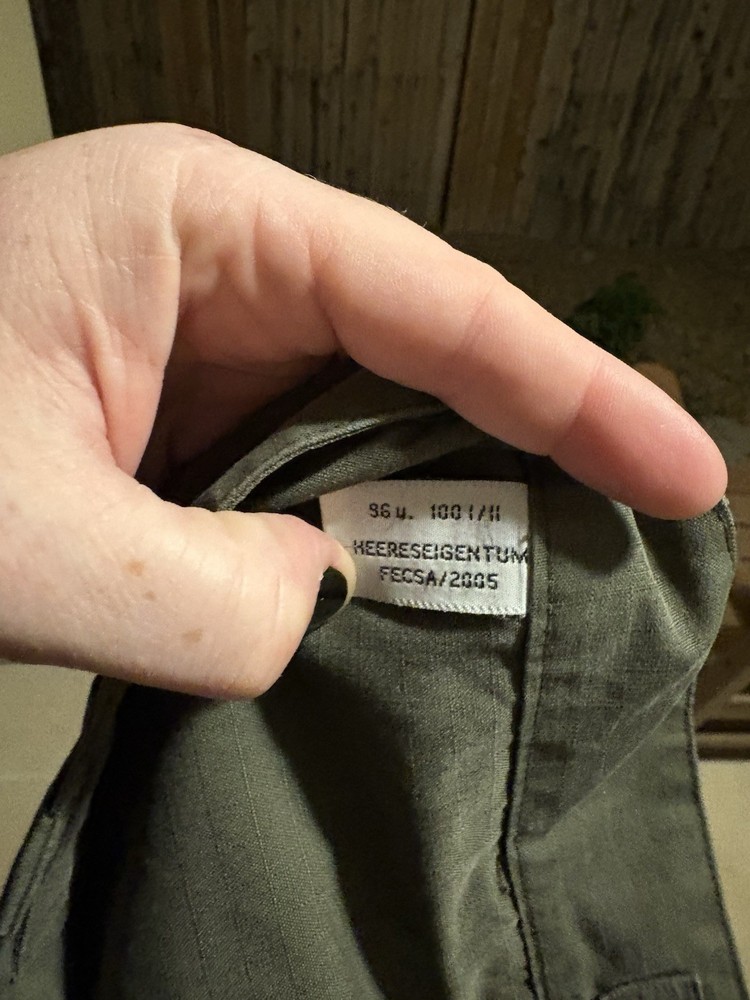 96 u. 100 I/II
HEERESEIGENTUM
FECSA/2005